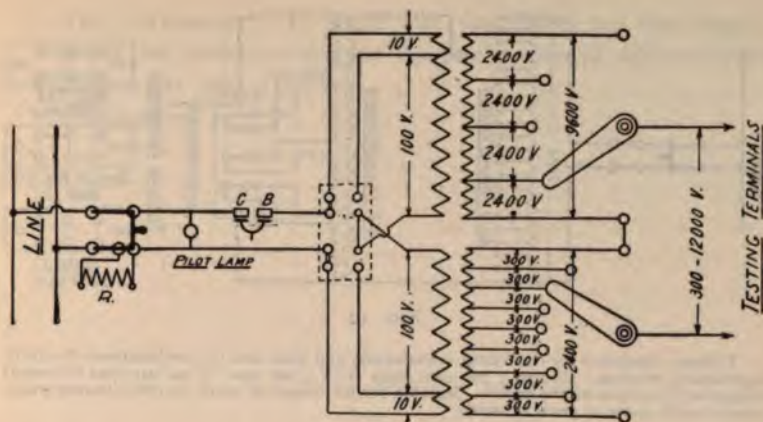 LINE
R.
PILOT LAMP
C B
10 V.
100 V.
100 V.
10 V.
2400 V.
2400 V.
2400 V
2400 V
9600 V
300 V.
300 V
300 V
300 V
300 V
300 V.
300 V.
300 V.
2400 V.
300-12000 V.
TESTING TERMINALS